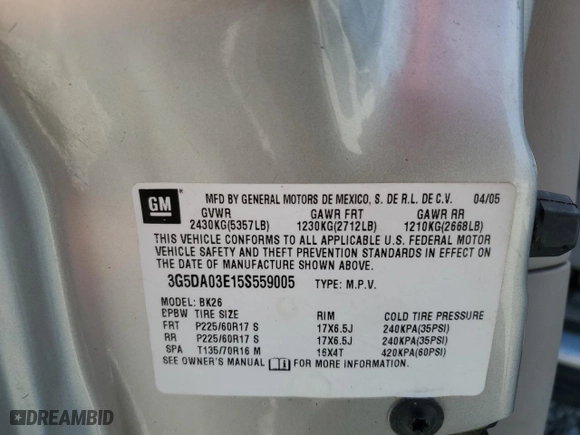 GM
MFD BY GENERAL MOTORS DE MEXICO, S. DE R.L. DE C.V. 04/05
GVWR GAWR FRT GAWR RR
2430KG(5357LB) 1230KG(2712LB) 1210KG(2668LB)
THIS VEHICLE CONFORMS TO ALL APPLICABLE U.S. FEDERAL MOTOR
VEHICLE SAFETY AND THEFT PREVENTION STANDARDS IN EFFECT ON
THE DATE OF MANUFACTURE SHOWN ABOVE.
3G5DA03E15S559005 TYPE: M.P.V.
MODEL: BK26
EPBW TIRE SIZE RIM COLD TIRE PRESSURE
FRT P225/60R17 S 17X6.5J 240KPA(35PSI)
RR P225/60R17 S 17X6.5J 240KPA(35PSI)
SPA T135/70R16 M 16X4T 420KPA(60PSI)
SEE OWNER'S MANUAL FOR MORE INFORMATION.
DREAMBID